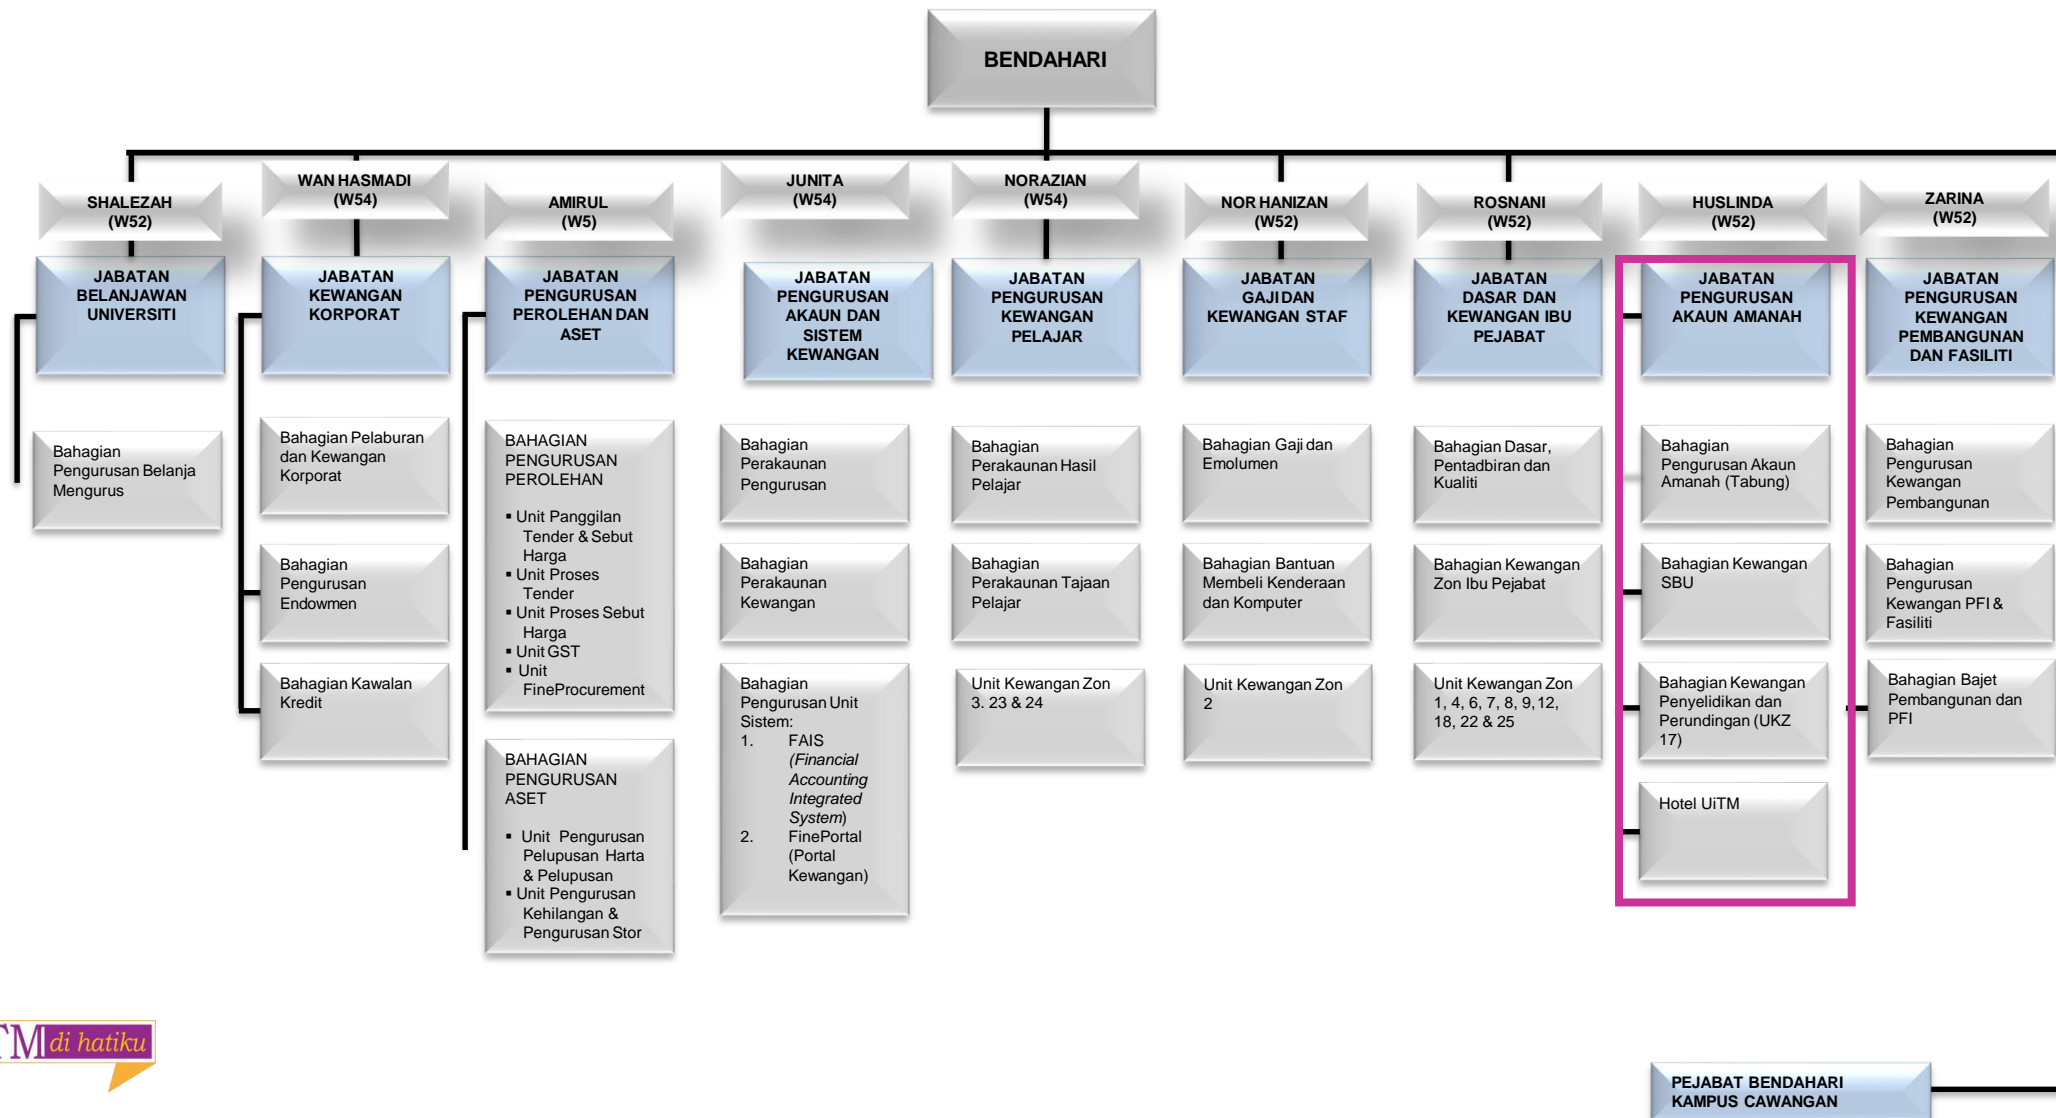 BENDAHARI
SHALEZAH
(W52)
JABATAN
BELANJAWAN
UNIVERSITI
Bahagian
Pengurusan Belanja
Mengurus
WAN HASMADI
(W54)
JABATAN
KEWANGAN
KORPORAT
Bahagian Pelaburan
dan Kewangan
Korporat
Bahagian
Pengurusan
Endowmen
Bahagian Kawalan
Kredit
AMIRUL
(W5)
JABATAN
PENGURUSAN
PEROLEHAN DAN
ASET
BAHAGIAN
PENGURUSAN
PEROLEHAN
▪ Unit Panggilan
Tender & Sebut
Harga
▪ Unit Proses
Tender
▪ Unit Proses Sebut
Harga
▪ Unit GST
▪ Unit
FineProcurement
BAHAGIAN
PENGURUSAN
ASET
▪ Unit Pengurusan
Pelupusan Harta
& Pelupusan
▪ Unit Pengurusan
Kehilangan &
Pengurusan Stor
JUNITA
(W54)
JABATAN
PENGURUSAN
AKAUN DAN
SISTEM
KEWANGAN
Bahagian
Perakaunan
Pengurusan
Bahagian
Perakaunan
Kewangan
Bahagian
Pengurusan Unit
Sistem:
1. FAIS
(Financial
Accounting
Integrated
System)
2. FinePortal
(Portal
Kewangan)
NORAZIAN
(W54)
JABATAN
PENGURUSAN
KEWANGAN
PELAJAR
Bahagian
Perakaunan Hasil
Pelajar
Bahagian
Perakaunan Tajaan
Pelajar
Unit Kewangan Zon
3. 23 & 24
NOR HANIZAN
(W52)
JABATAN
GAJI DAN
KEWANGAN STAF
Bahagian Gaji dan
Emolumen
Bahagian Bantuan
Membeli Kenderaan
dan Komputer
Unit Kewangan Zon
2
ROSNANI
(W52)
JABATAN
DASAR DAN
KEWANGAN IBU
PEJABAT
Bahagian Dasar,
Pentadbiran dan
Kualiti
Bahagian Kewangan
Zon Ibu Pejabat
Unit Kewangan Zon
1, 4, 6, 7, 8, 9,12,
18, 22 & 25
HUSLINDA
(W52)
JABATAN
PENGURUSAN
AKAUN AMANAH
Bahagian
Pengurusan Akaun
Amanah (Tabung)
Bahagian Kewangan
SBU
Bahagian Kewangan
Penyelidikan dan
Perundingan (UKZ
17)
Hotel UiTM
ZARINA
(W52)
JABATAN
PENGURUSAN
KEWANGAN
PEMBANGUNAN
DAN FASILITI
Bahagian
Pengurusan
Kewangan
Pembangunan
Bahagian
Pengurusan
Kewangan PFI &
Fasiliti
Bahagian Bajet
Pembangunan dan
PFI
TM di hatiku
PEJABAT BENDAHARI
KAMPUS CAWANGAN